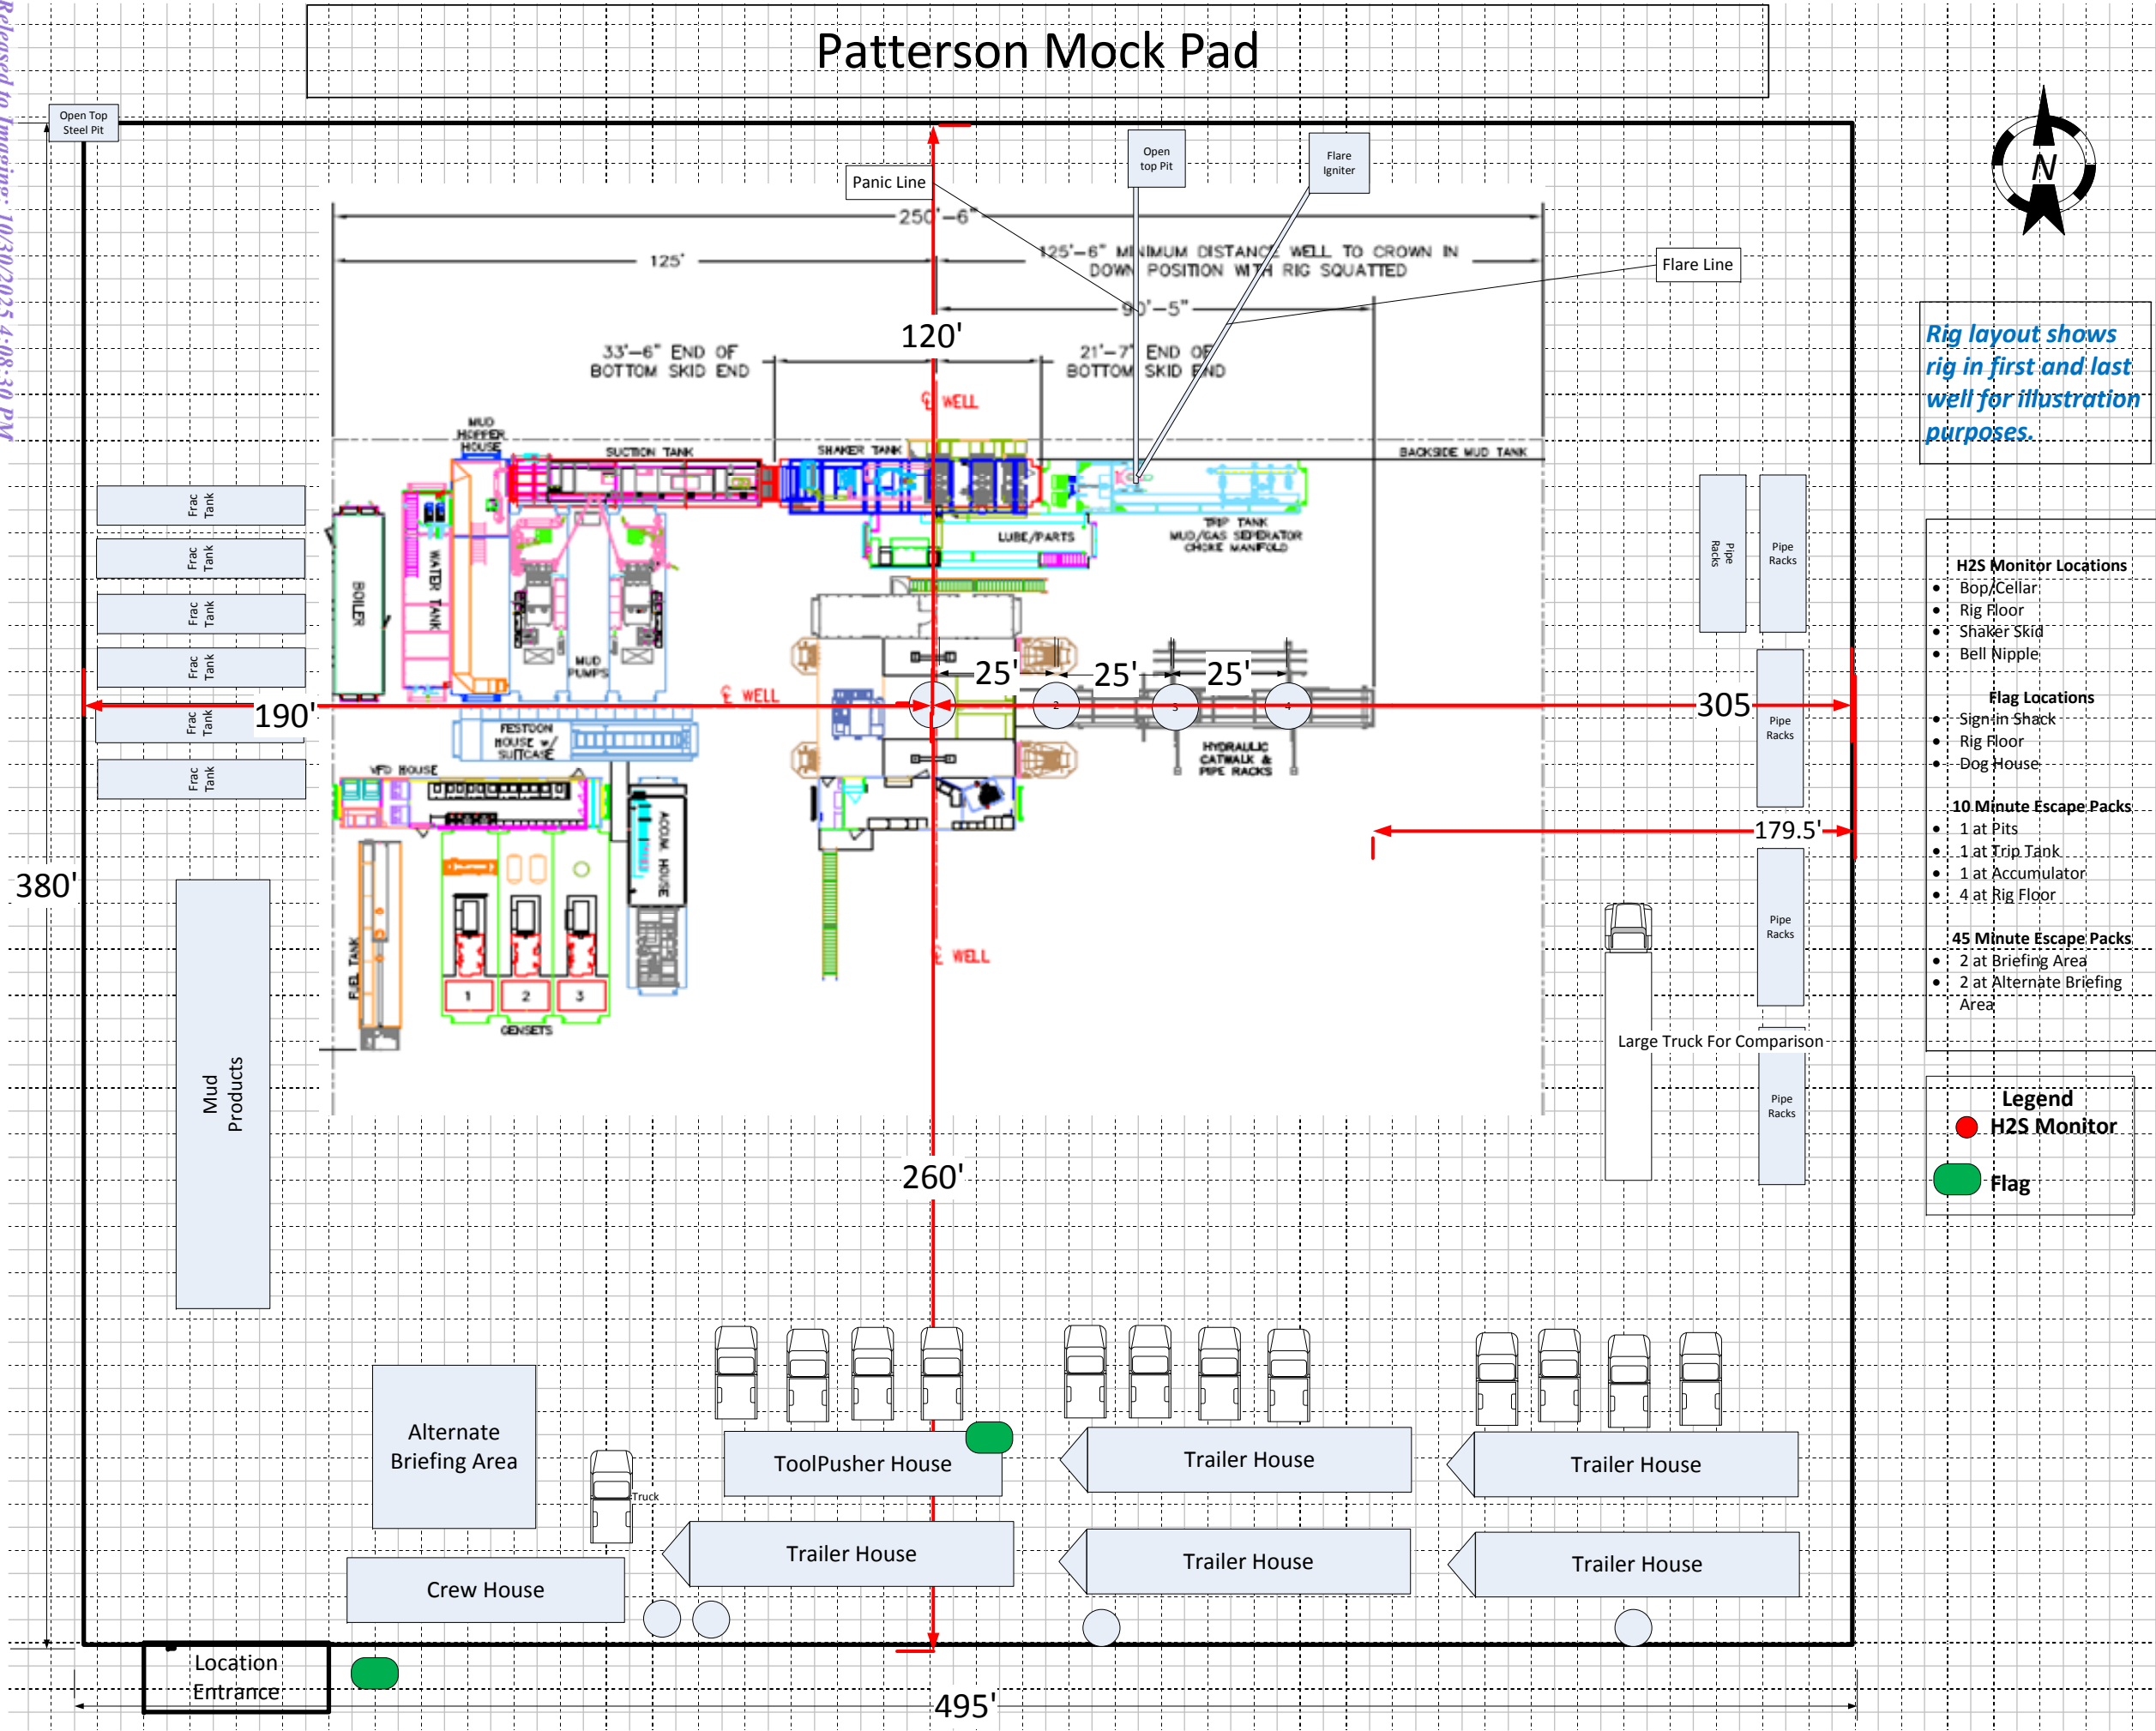 Patterson Mock Pad
Released to Imaging: 10/30/2025 4:08:30 PM
Open Top
Steel Pit
Panic Line
Open
top Pit
Flare
Igniter
N
250'-6"
125'
125'-6" MINIMUM DISTANCE WELL TO CROWN IN
DOWN POSITION WITH RIG SQUATTED
Flare Line
90'-5"
120'
33'-6" END OF
BOTTOM SKID END
21'-7" END OF
BOTTOM SKID END
Rig layout shows
rig in first and last
well for illustration
purposes.
℄ WELL
MUD
HOPPER
HOUSE
SUCTION TANK
SHAKER TANK
BACKSIDE MUD TANK
Frac
Tank
Frac
Tank
Frac
Tank
Frac
Tank
Frac
Tank
Frac
Tank
BOILER
WATER TANK
MUD
PUMPS
LUBE/PARTS
TRIP TANK
MUD/GAS SEPERATOR
CHOKE MANIFOLD
Pipe
Racks
Pipe
Racks
H2S Monitor Locations
• Bop/Cellar
• Rig Floor
• Shaker Skid
• Bell Nipple
25'
25'
25'
℄ WELL
190'
2
3
4
305
Pipe
Racks
Flag Locations
• Sign in Shack
• Rig Floor
• Dog House
FESTOON
HOUSE w/
SUITCASE
HYDRAULIC
CATWALK &
PIPE RACKS
VFD HOUSE
ACCUM. HOUSE
179.5'
10 Minute Escape Packs
• 1 at Pits
• 1 at Trip Tank
• 1 at Accumulator
• 4 at Rig Floor
380'
Pipe
Racks
FUEL TANK
℄ WELL
45 Minute Escape Packs
• 2 at Briefing Area
• 2 at Alternate Briefing
Area
1
2
3
GENSETS
Large Truck For Comparison
Mud
Products
Pipe
Racks
Legend
H2S Monitor
Flag
260'
Alternate
Briefing Area
Truck
ToolPusher House
Trailer House
Trailer House
Trailer House
Trailer House
Trailer House
Crew House
Location
Entrance
495'